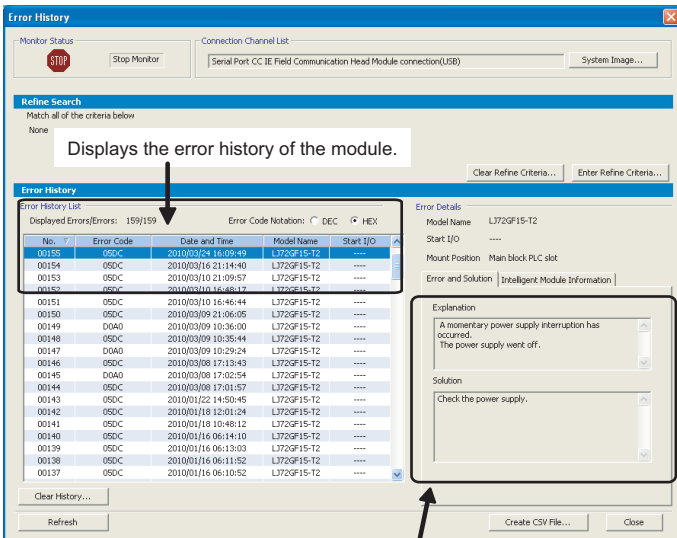 Error History
Monitor Status
STOP
Stop Monitor
Connection Channel List
Serial Port CC IE Field Communication Head Module connection(USB)
System Image...
Refine Search
Match all of the criteria below
None
Displays the error history of the module.
Clear Refine Criteria...
Enter Refine Criteria...
Error History
Error History List
Displayed Errors/Errors: 159/159
Error Code Notation: DEC HEX
No. Error Code Date and Time Model Name Start I/O
00155 05DC 2010/03/24 16:09:49 LJ72GF15-T2 ----
00154 05DC 2010/03/16 21:14:40 LJ72GF15-T2 ----
00153 05DC 2010/03/10 21:09:57 LJ72GF15-T2 ----
00152 05DC 2010/03/10 16:48:17 LJ72GF15-T2 ----
00151 05DC 2010/03/10 16:46:44 LJ72GF15-T2 ----
00150 05DC 2010/03/09 21:06:05 LJ72GF15-T2 ----
00149 D0A0 2010/03/09 10:36:00 LJ72GF15-T2 ----
00148 05DC 2010/03/09 10:35:44 LJ72GF15-T2 ----
00147 D0A0 2010/03/09 10:29:24 LJ72GF15-T2 ----
00146 05DC 2010/03/08 17:13:43 LJ72GF15-T2 ----
00145 D0A0 2010/03/08 17:02:54 LJ72GF15-T2 ----
00144 05DC 2010/03/08 17:01:57 LJ72GF15-T2 ----
00143 05DC 2010/01/22 14:50:45 LJ72GF15-T2 ----
00142 05DC 2010/01/18 12:01:24 LJ72GF15-T2 ----
00141 05DC 2010/01/18 10:48:12 LJ72GF15-T2 ----
00140 05DC 2010/01/16 06:14:10 LJ72GF15-T2 ----
00139 05DC 2010/01/16 06:13:03 LJ72GF15-T2 ----
00138 05DC 2010/01/16 06:11:52 LJ72GF15-T2 ----
00137 05DC 2010/01/16 06:10:52 LJ72GF15-T2 ----
Error Details
Model Name LJ72GF15-T2
Start I/O ----
Mount Position Main block PLC slot
Error and Solution
Intelligent Module Information
Explanation
A momentary power supply interruption has
occurred.
The power supply went off.
Solution
Check the power supply.
Clear History...
Refresh
Create CSV File...
Close